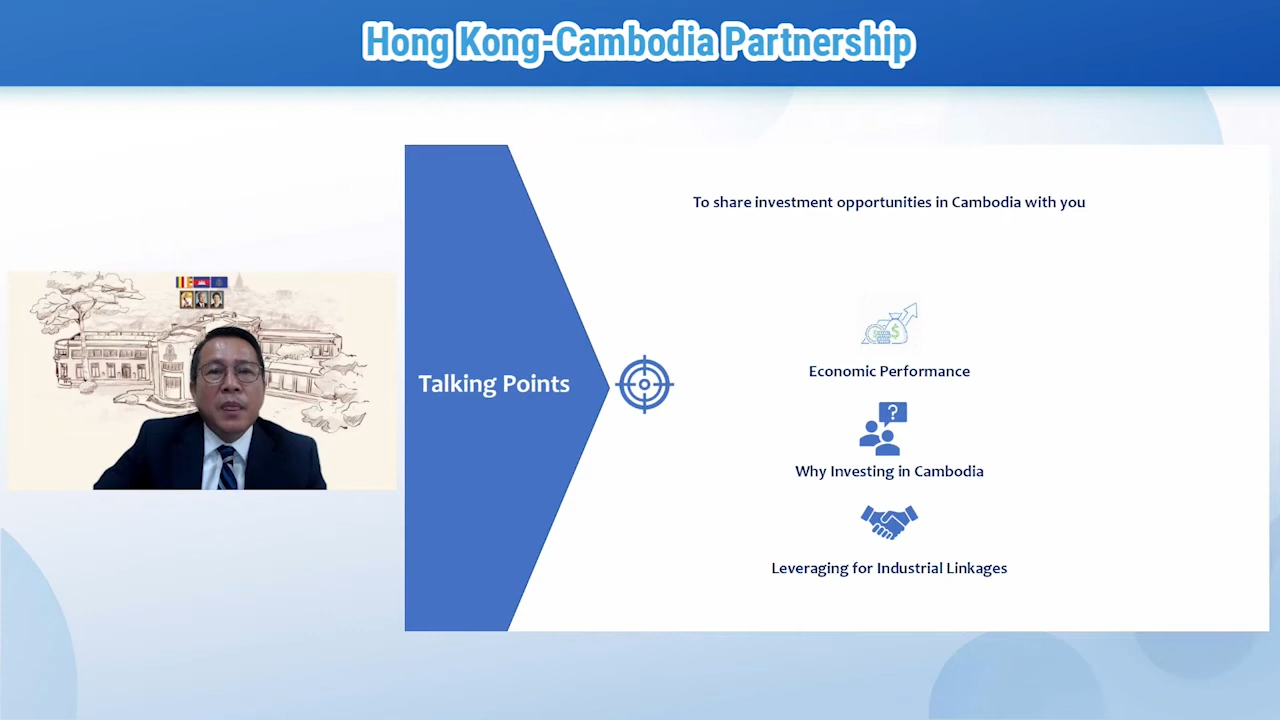 Hong Kong-Cambodia Partnership
To share investment opportunities in Cambodia with you
Talking Points
Economic Performance
?
Why Investing in Cambodia
Leveraging for Industrial Linkages